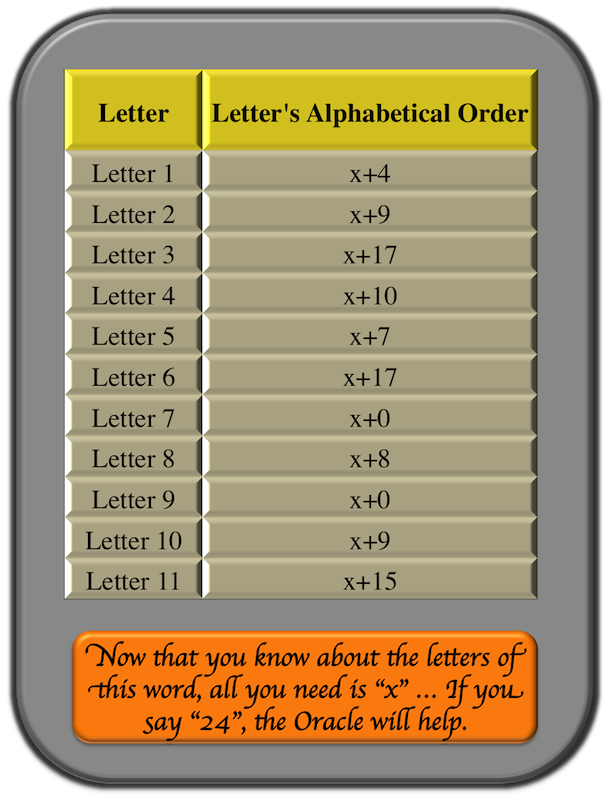 Letter Letter's Alphabetical Order
Letter 1 x+4
Letter 2 x+9
Letter 3 x+17
Letter 4 x+10
Letter 5 x+7
Letter 6 x+17
Letter 7 x+0
Letter 8 x+8
Letter 9 x+0
Letter 10 x+9
Letter 11 x+15
Now that you know about the letters of
this word, all you need is “x” ... If you
say “24”, the Oracle will help.